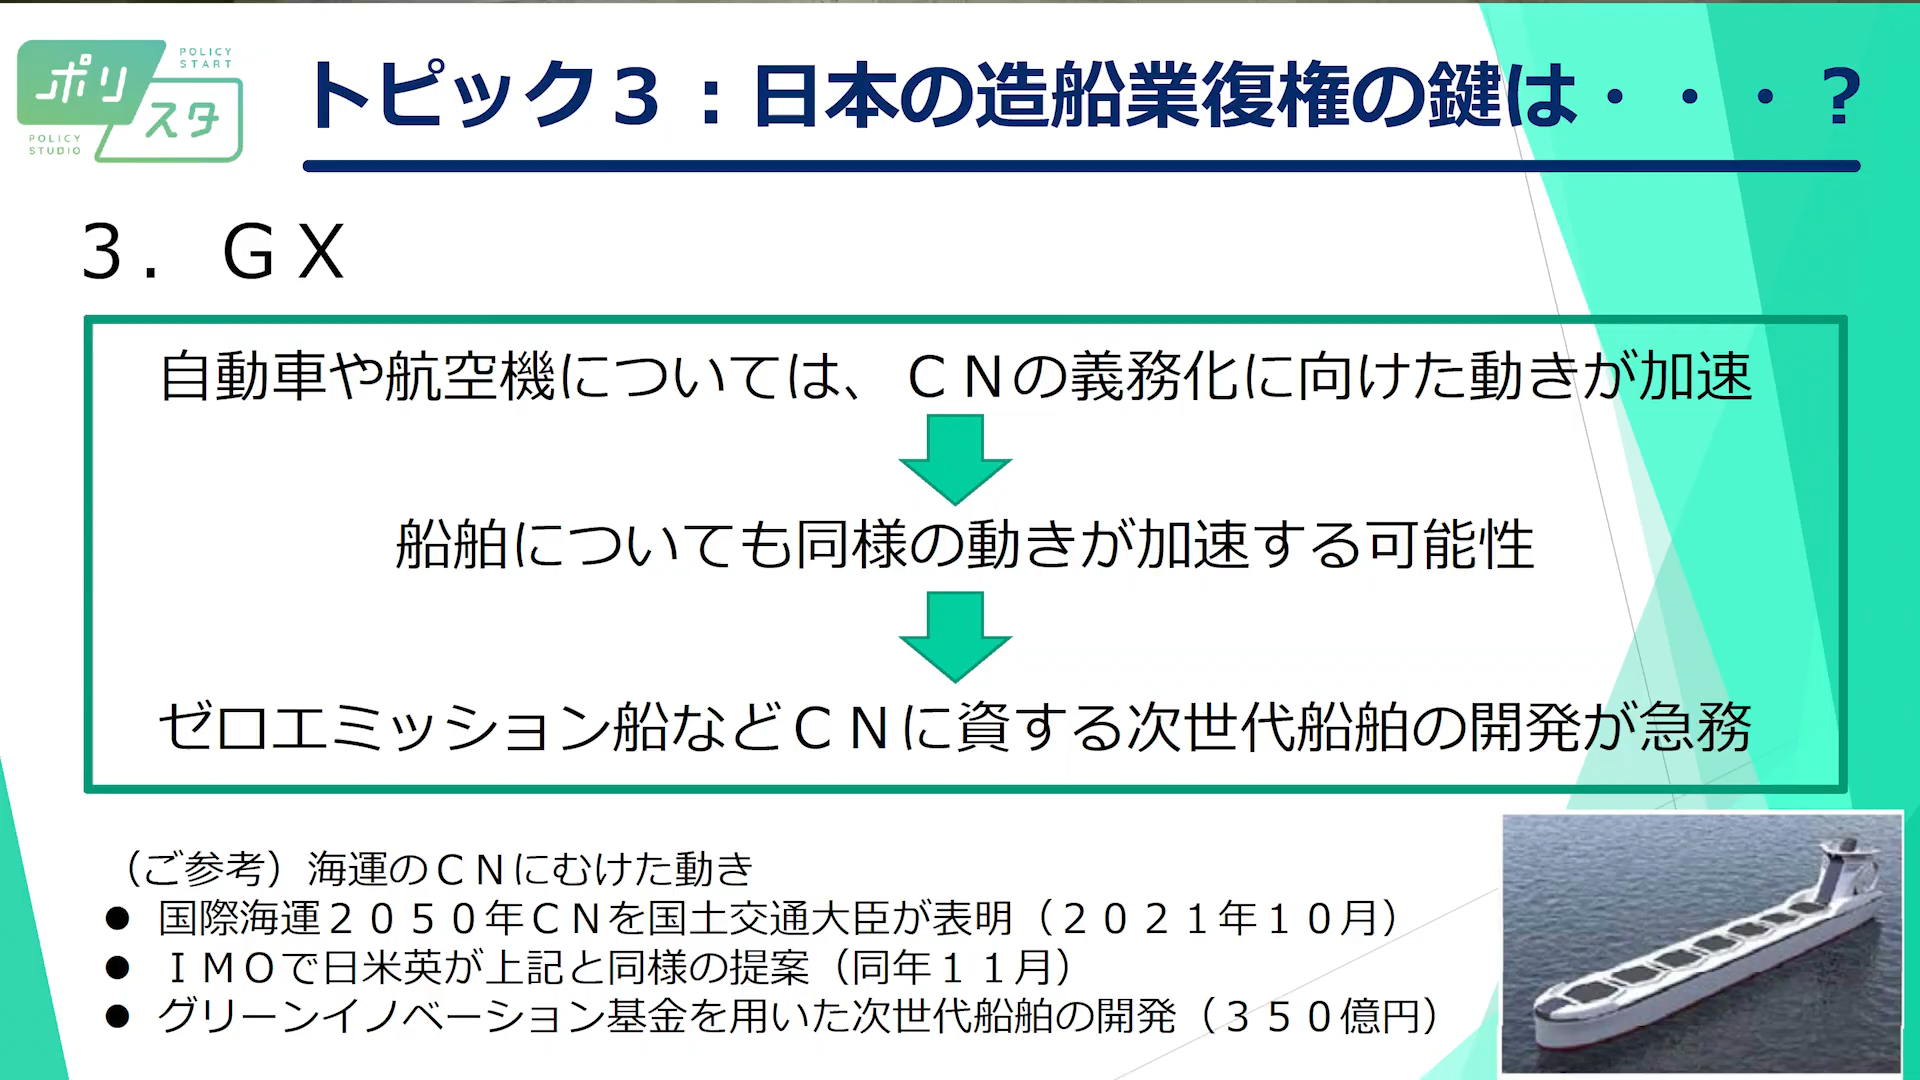 ポリスタ
POLICY
START
POLICY
STUDIO
トピック３：日本の造船業復権の鍵は・・・？
３．ＧＸ
自動車や航空機については、ＣＮの義務化に向けた動きが加速
船舶についても同様の動きが加速する可能性
ゼロエミッション船などＣＮに資する次世代船舶の開発が急務
（ご参考）海運のＣＮにむけた動き
● 国際海運２０５０年ＣＮを国土交通大臣が表明（２０２１年１０月）
● ＩＭＯで日米英が上記と同様の提案（同年１１月）
● グリーンイノベーション基金を用いた次世代船舶の開発（３５０億円）